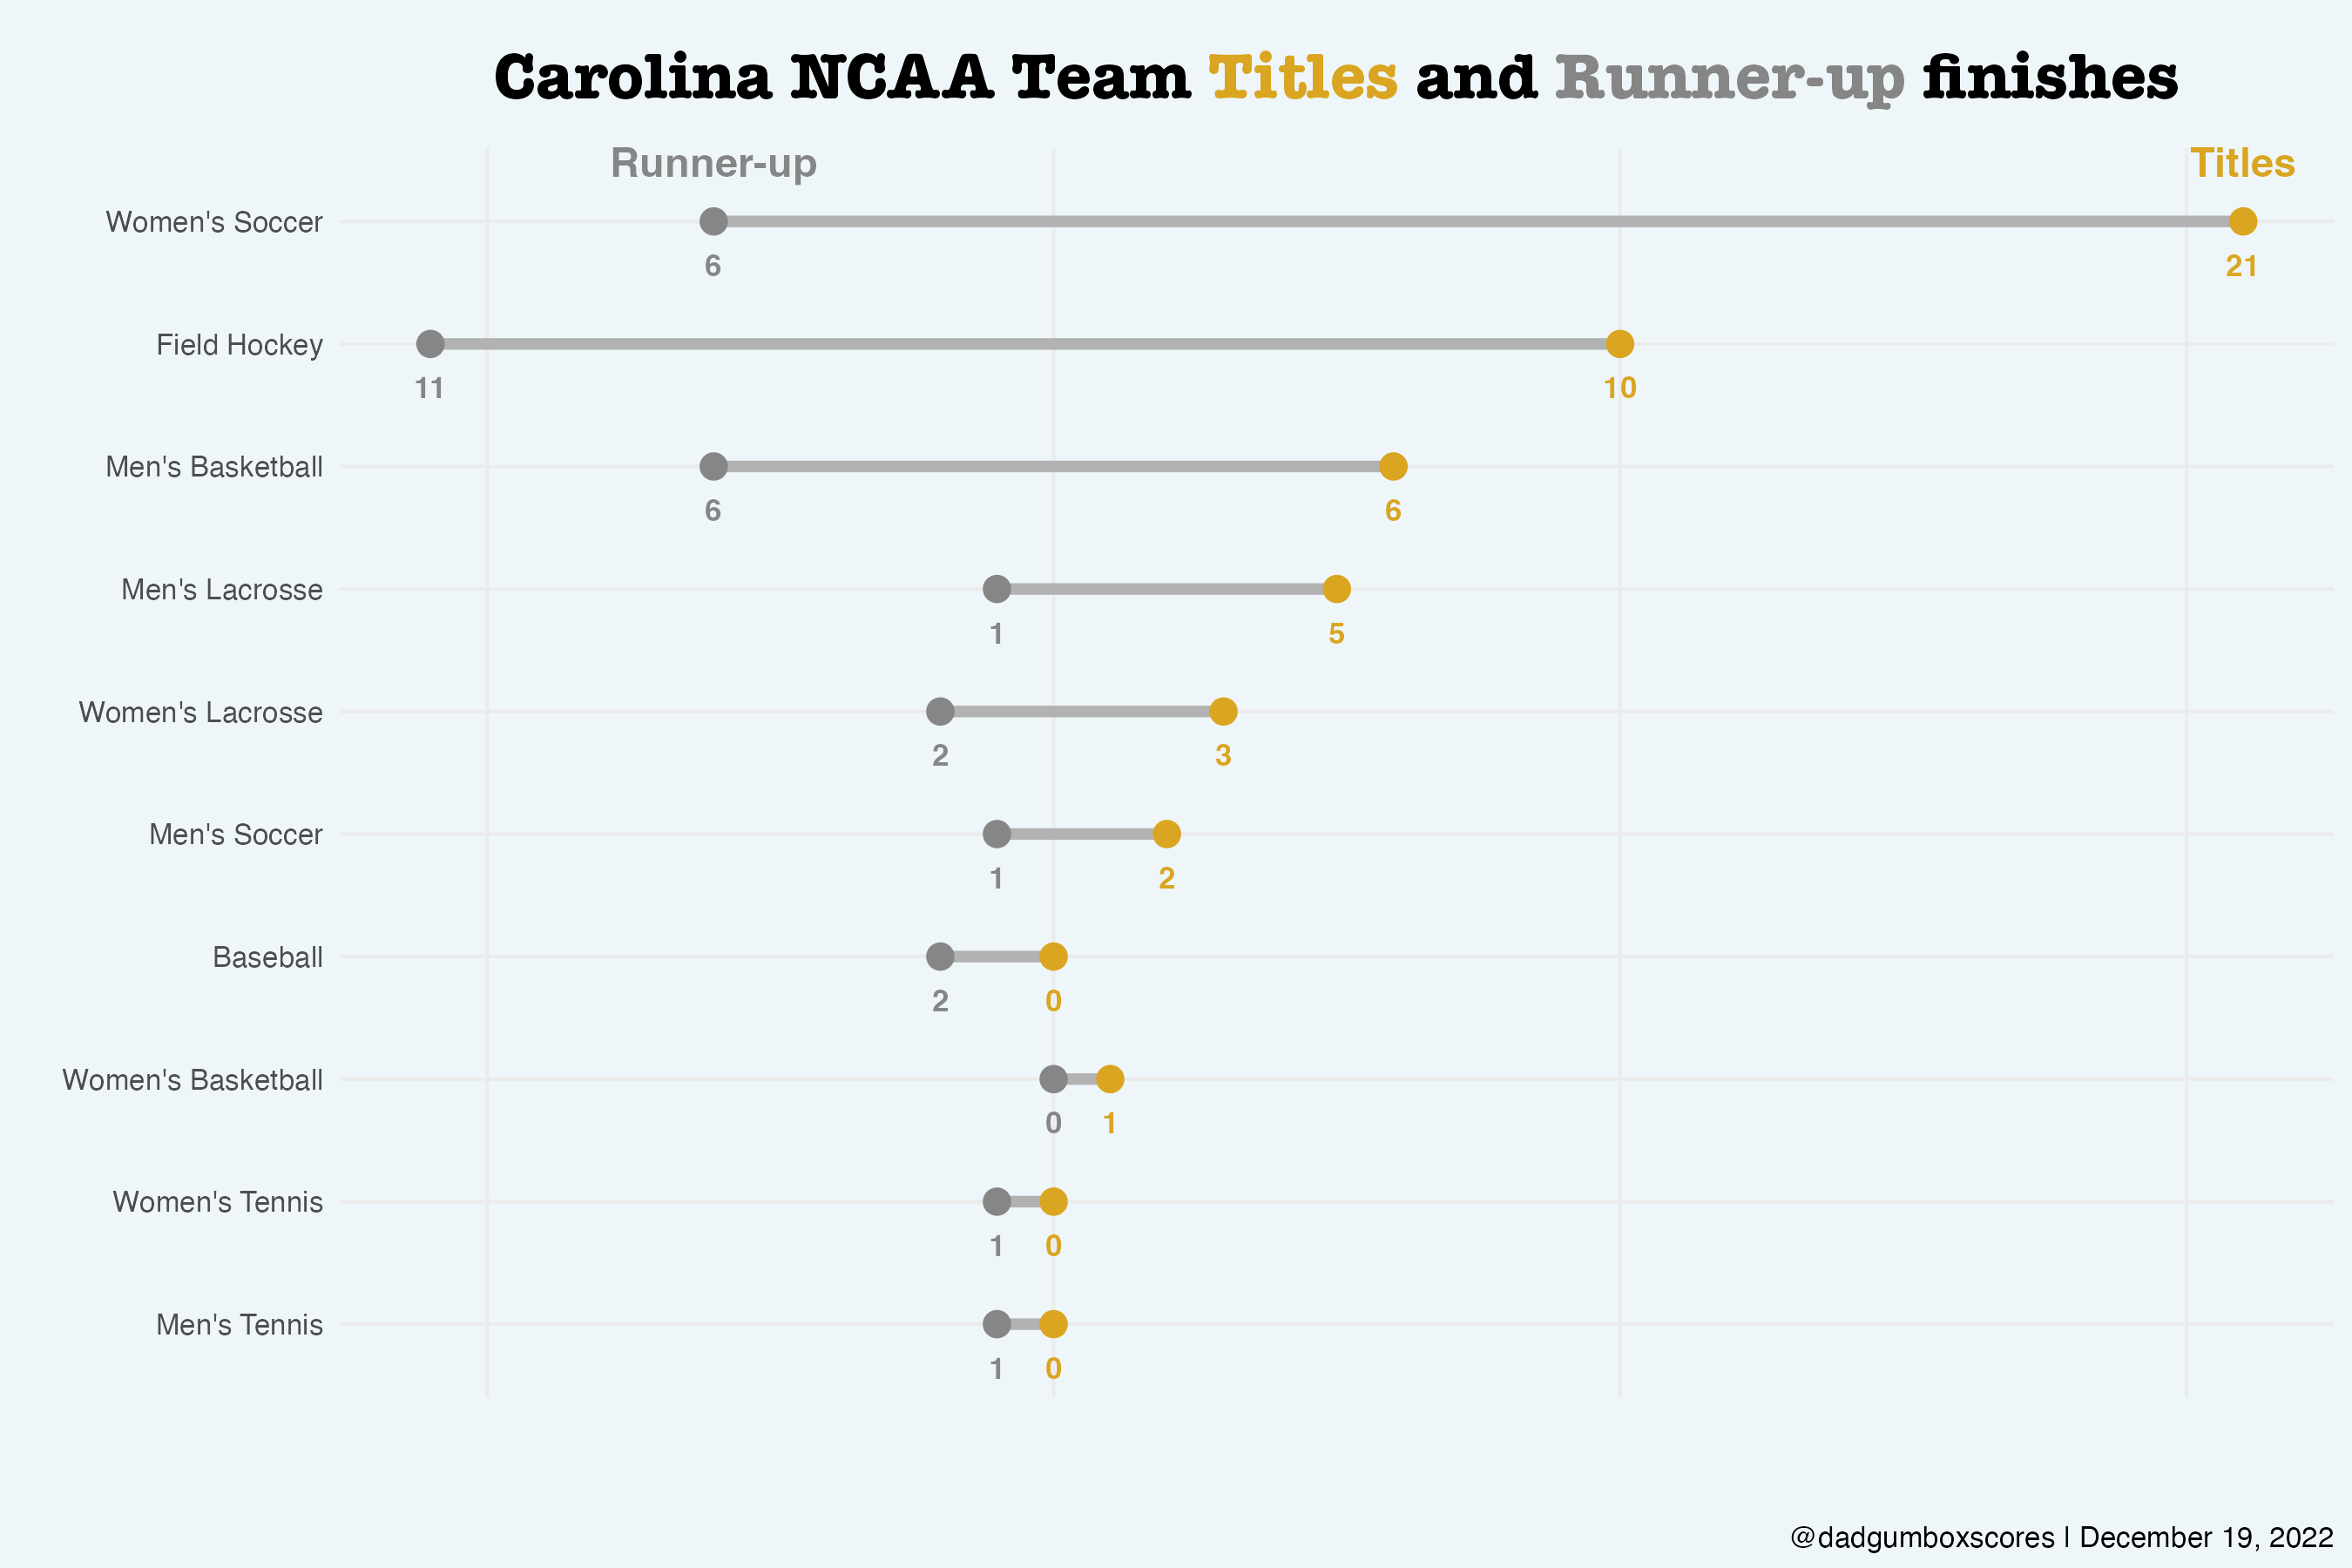 Carolina NCAA Team Titles and Runner-up finishes
Runner-up Titles
Women's Soccer
6 21
Field Hockey
11 10
Men's Basketball
6 6
Men's Lacrosse
1 5
Women's Lacrosse
2 3
Men's Soccer
1 2
Baseball
2 0
Women's Basketball
0 1
Women's Tennis
1 0
Men's Tennis
1 0
@dadgumboxscores | December 19, 2022